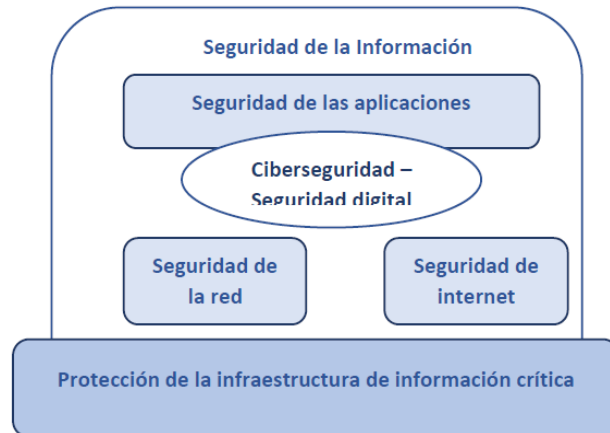 Seguridad de la Información
Seguridad de las aplicaciones
Ciberseguridad –
Seguridad digital
Seguridad de
la red
Seguridad de
internet
Protección de la infraestructura de información crítica